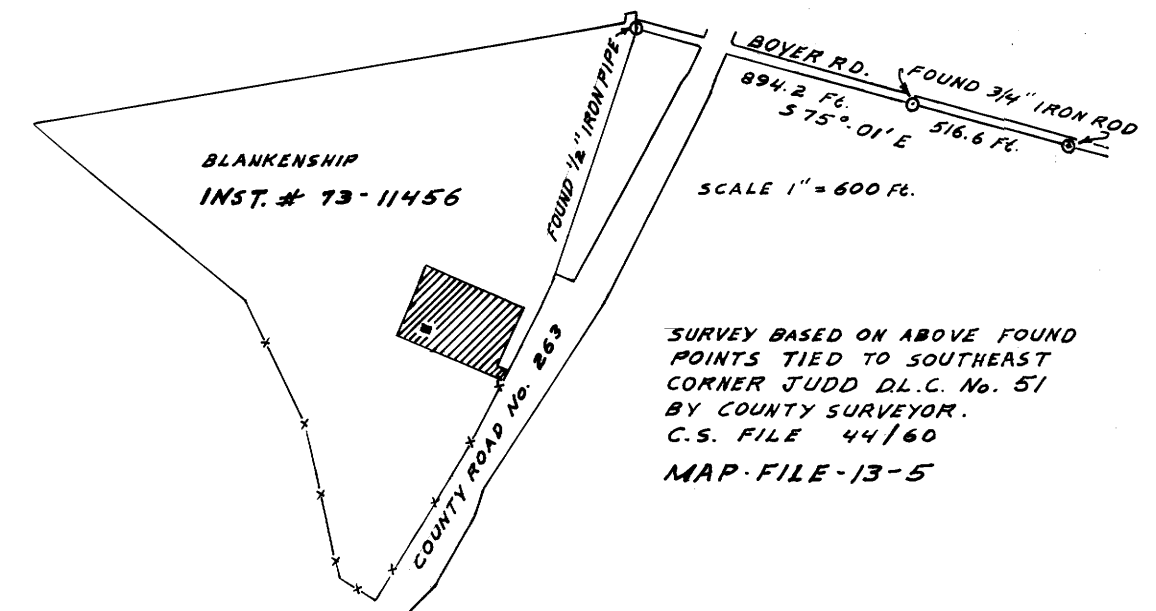 BOYER RD.
FOUND 3/4" IRON ROD
894.2 Ft.
S 75°-01' E
516.6 Ft.
FOUND 1/2" IRON PIPE
BLANKENSHIP
INST. # 73-11456
SCALE 1" = 600 Ft.
COUNTY ROAD No. 263
SURVEY BASED ON ABOVE FOUND
POINTS TIED TO SOUTHEAST
CORNER JUDD D.L.C. No. 51
BY COUNTY SURVEYOR.
C.S. FILE 44/60
MAP-FILE-13-5